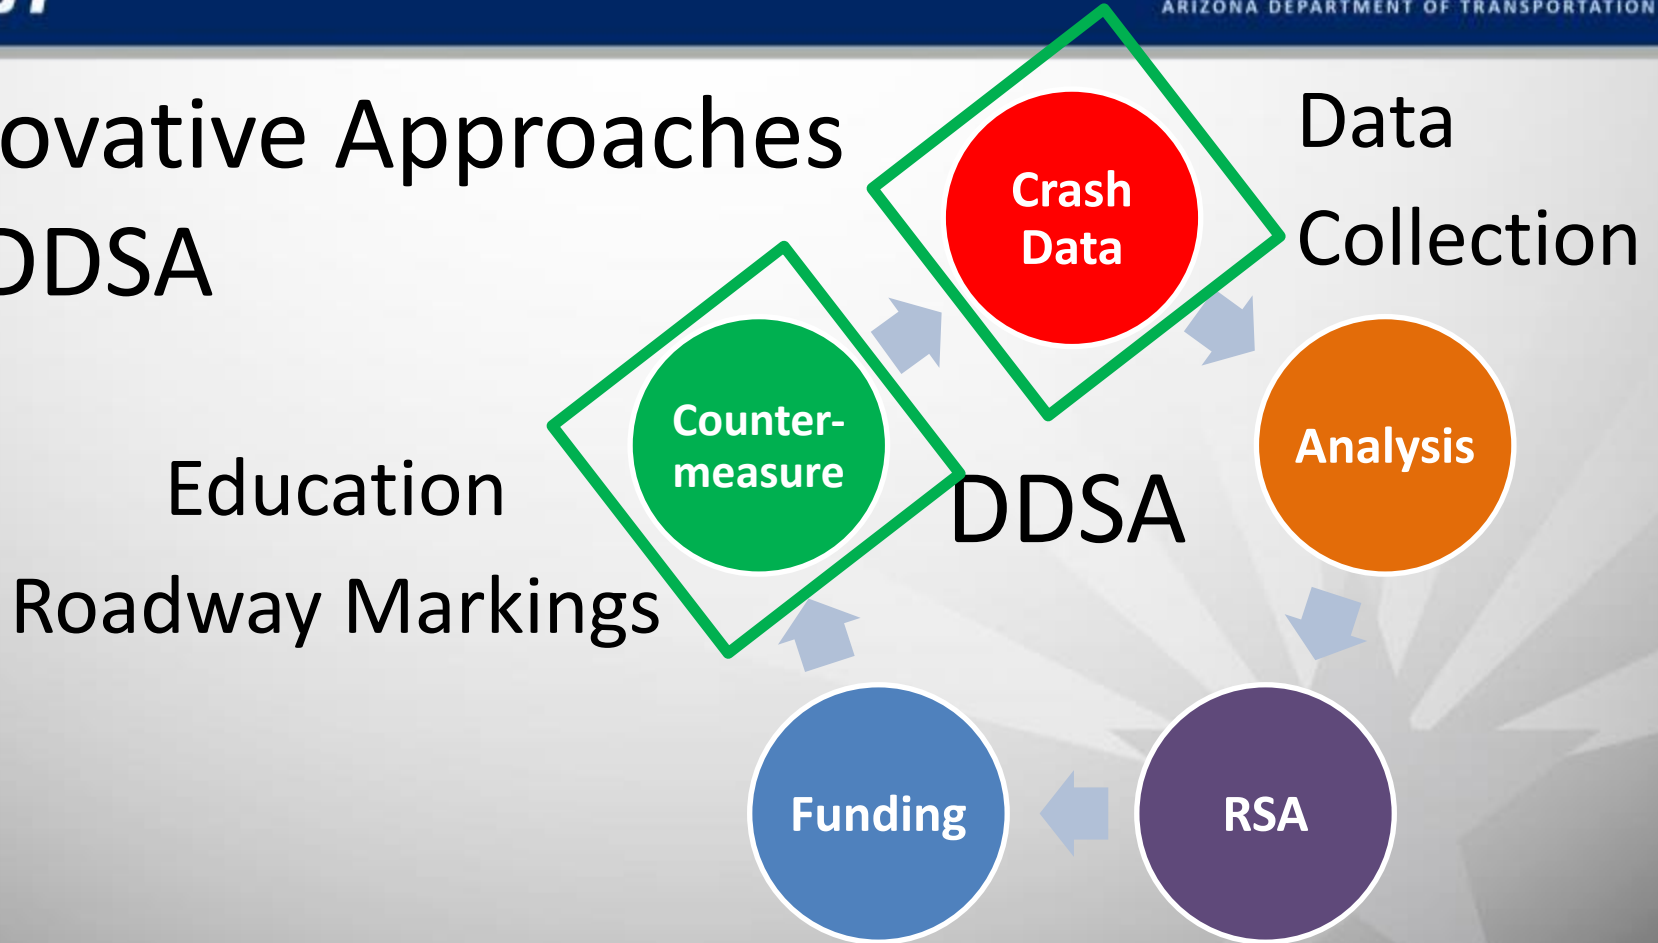 ARIZONA DEPARTMENT OF TRANSPORTATION
ovative Approaches
DDSA
Data
Collection
Crash
Data
Counter-
measure
Analysis
Education
Roadway Markings
DDSA
Funding
RSA